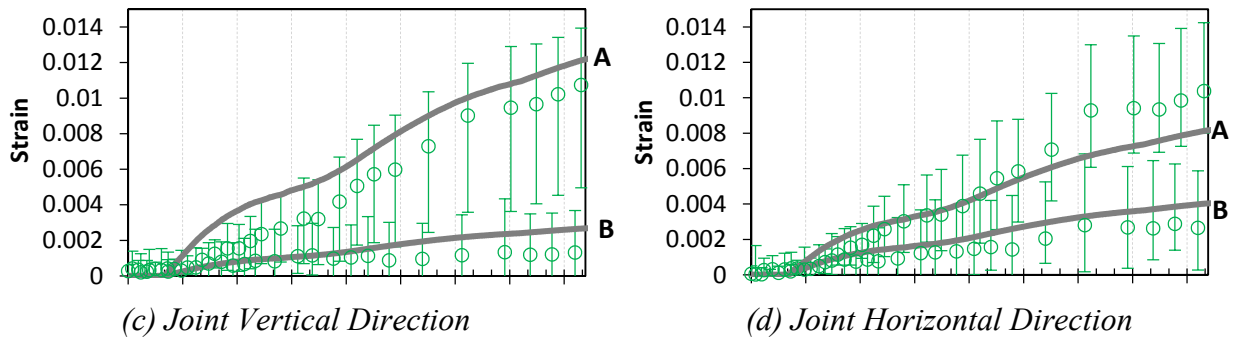 0.014
0.012
0.01
0.008
0.006
0.004
0.002
0
Strain
A
B
(c) Joint Vertical Direction
0.014
0.012
0.01
0.008
0.006
0.004
0.002
0
Strain
A
B
(d) Joint Horizontal Direction